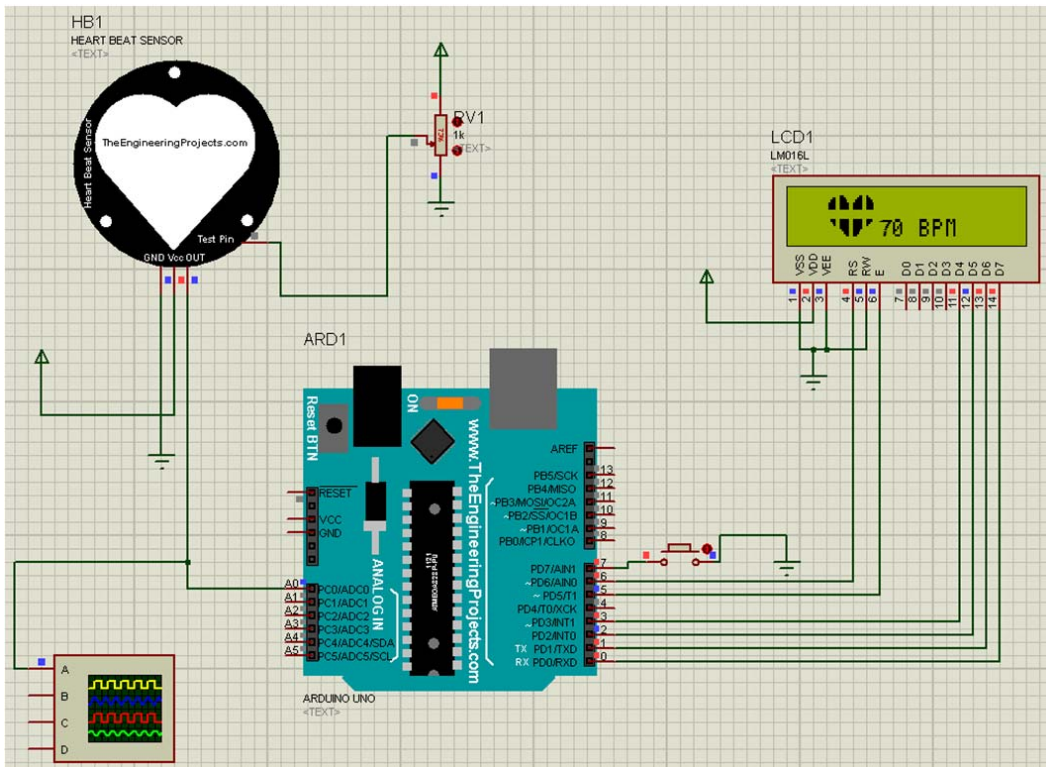 HB1
HEART BEAT SENSOR
<TEXT>
Heart Beat Sensor
TheEngineeringProjects.com
Test Pin
GND Vcc OUT
RV1
1k
<TEXT>
LCD1
LM016L
<TEXT>
70 BPM
VSS
VDD
VEE
RS
RW
E
D0
D1
D2
D3
D4
D5
D6
D7
1
2
3
4
5
6
7
8
9
10
11
12
13
14
ARD1
Reset BTN
ON
www.TheEngineeringProjects.com
RESET
VCC
GND
ANALOG IN
A0 PC0/ADC0
A1 PC1/ADC1
A2 PC2/ADC2
A3 PC3/ADC3
A4 PC4/ADC4/SDA
A5 PC5/ADC5/SCL
AREF
PB5/SCK 13
PB4/MISO 12
~PB3/MOSI/OC2A 11
~PB2/SS/OC1B 10
~PB1/OC1A 9
PB0/ICP1/CLKO 8
PD7/AIN1 7
~PD6/AIN0 6
~PD5/T1 5
PD4/T0/XCK 4
~PD3/INT1 3
PD2/INT0 2
TX PD1/TXD 1
RX PD0/RXD 0
ARDUINO UNO
<TEXT>
A
B
C
D